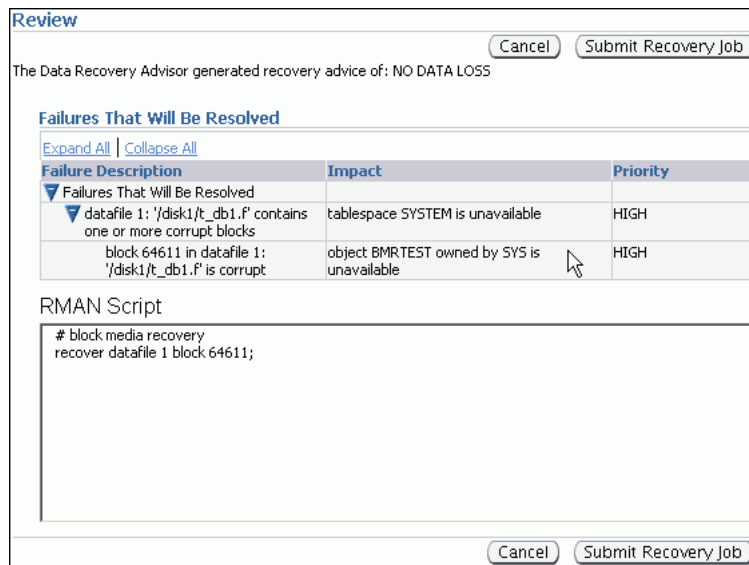 Review
Cancel Submit Recovery Job
The Data Recovery Advisor generated recovery advice of: NO DATA LOSS
Failures That Will Be Resolved
Expand All | Collapse All
Failure Description Impact Priority
Failures That Will Be Resolved
datafile 1: '/disk1/t_db1.f' contains
one or more corrupt blocks
tablespace SYSTEM is unavailable
HIGH
block 64611 in datafile 1:
'/disk1/t_db1.f' is corrupt
object BMRTEST owned by SYS is
unavailable
HIGH
RMAN Script
# block media recovery
recover datafile 1 block 64611;
Cancel Submit Recovery Job